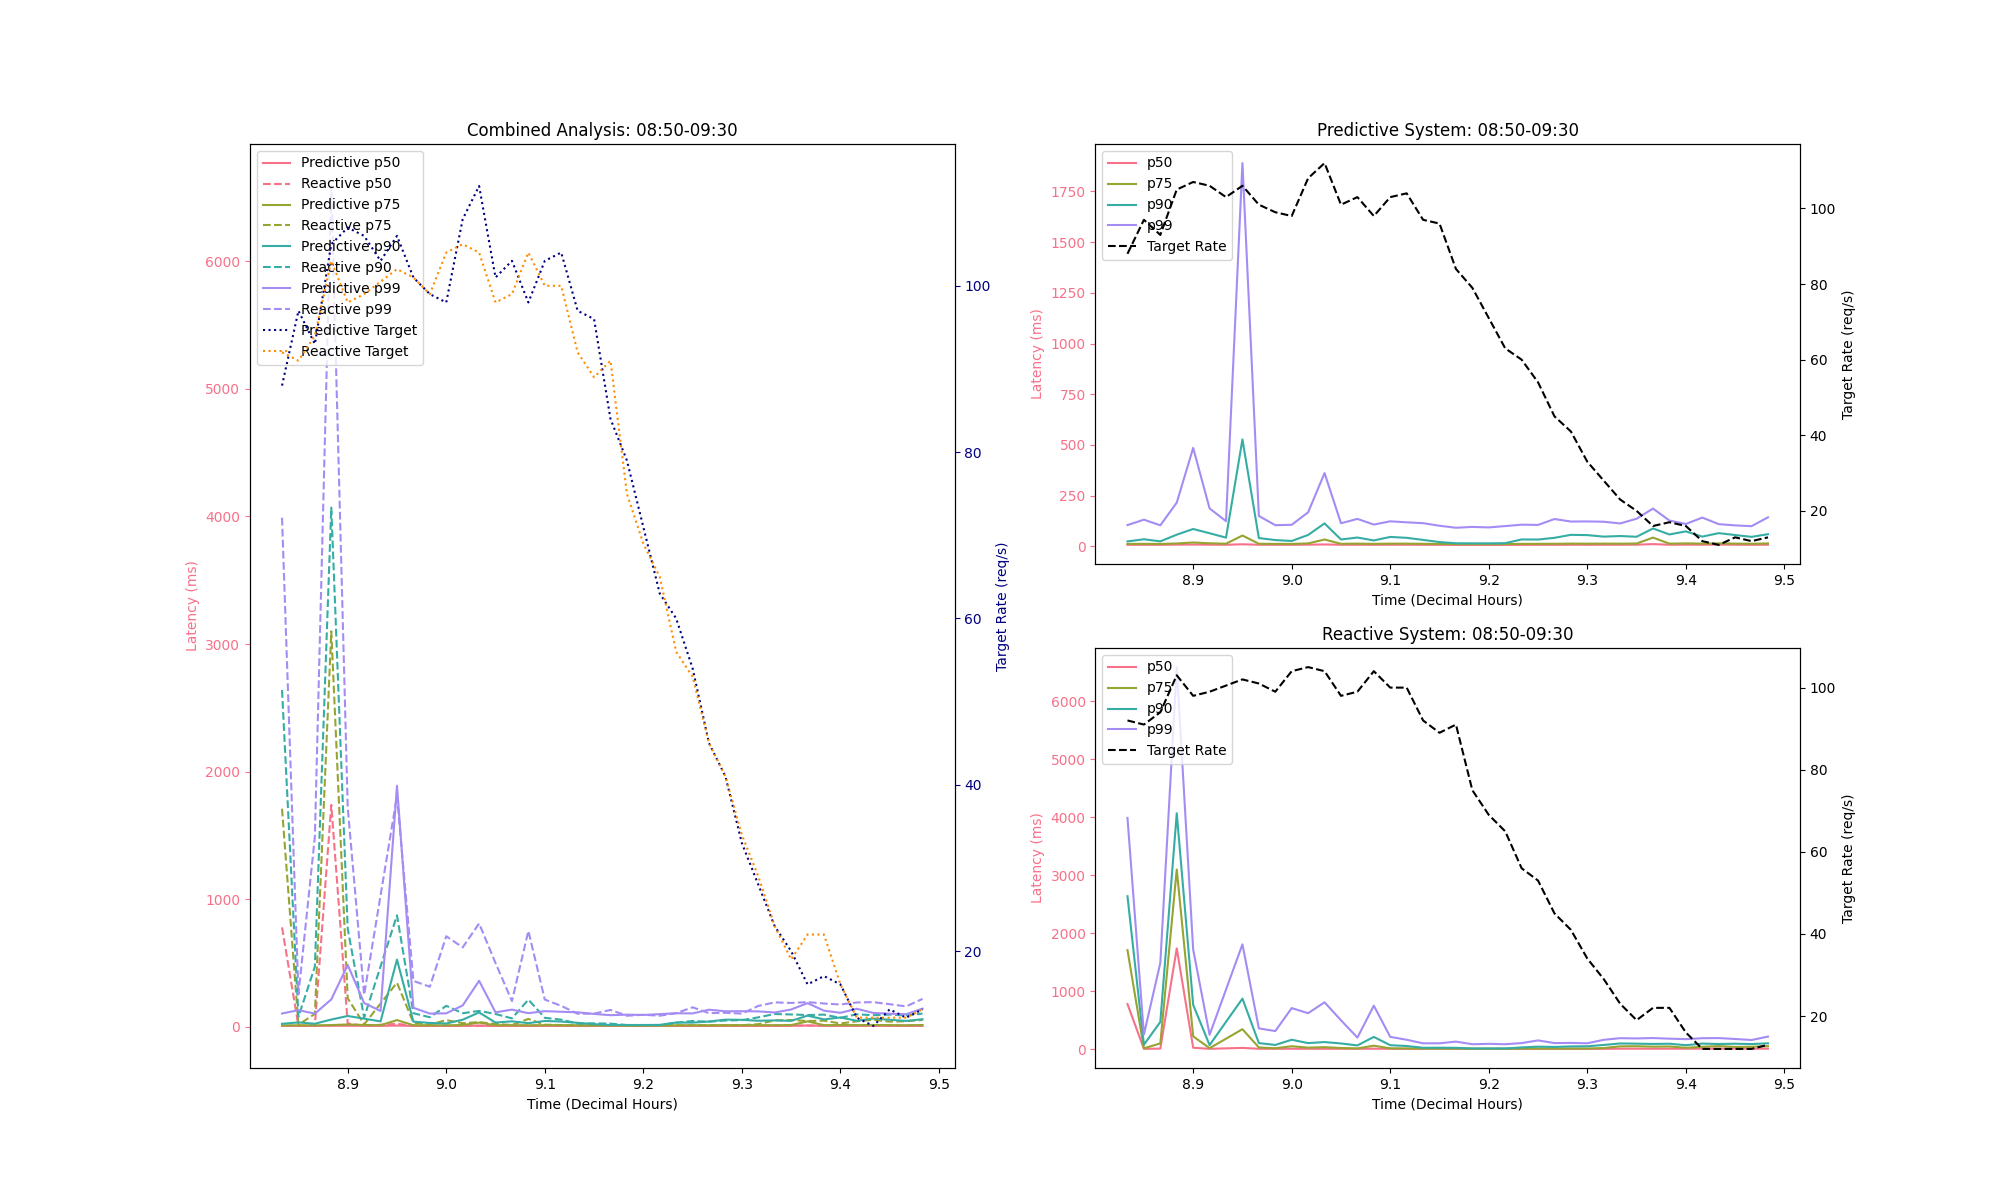 Combined Analysis: 08:50-09:30
Predictive p50
Reactive p50
Predictive p75
Reactive p75
Predictive p90
Reactive p90
Predictive p99
Reactive p99
Predictive Target
Reactive Target
6000
5000
4000
3000
2000
1000
0
Latency (ms)
100
80
60
40
20
Target Rate (req/s)
8.9 9.0 9.1 9.2 9.3 9.4 9.5
Time (Decimal Hours)
Predictive System: 08:50-09:30
p50
p75
p90
p99
Target Rate
1750
1500
1250
1000
750
500
250
0
Latency (ms)
100
80
60
40
20
Target Rate (req/s)
8.9 9.0 9.1 9.2 9.3 9.4 9.5
Time (Decimal Hours)
Reactive System: 08:50-09:30
p50
p75
p90
p99
Target Rate
6000
5000
4000
3000
2000
1000
0
Latency (ms)
100
80
60
40
20
Target Rate (req/s)
8.9 9.0 9.1 9.2 9.3 9.4 9.5
Time (Decimal Hours)